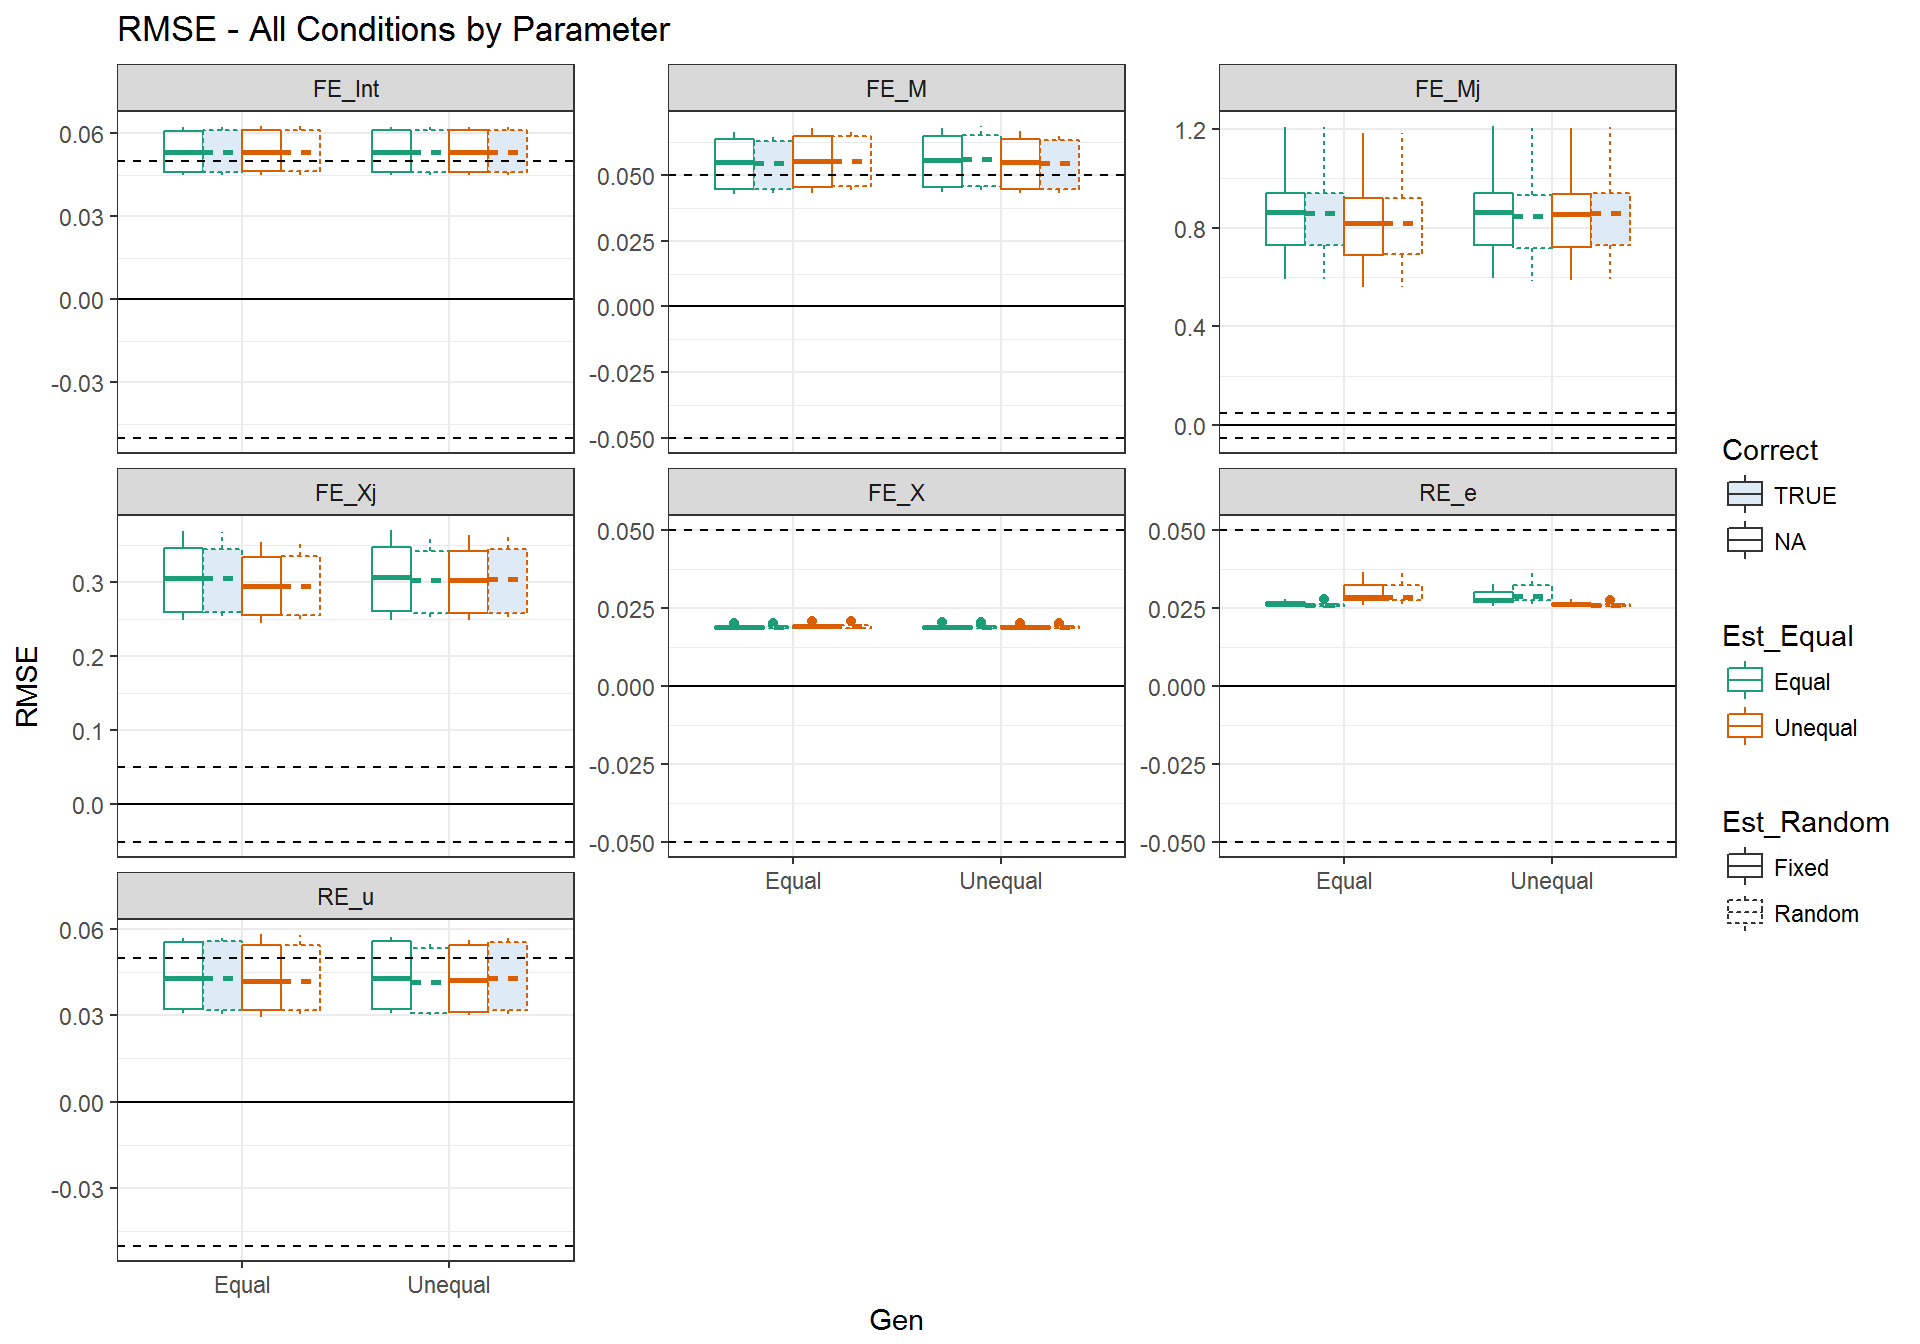 RMSE - All Conditions by Parameter
FE_Int
FE_M
FE_Mj
0.06
0.03
0.00
-0.03
0.050
0.025
0.000
-0.025
-0.050
1.2
0.8
0.4
0.0
FE_Xj
FE_X
RE_e
0.3
0.2
0.1
0.0
0.050
0.025
0.000
-0.025
-0.050
0.050
0.025
0.000
-0.025
-0.050
Equal
Unequal
Equal
Unequal
RE_u
0.06
0.03
0.00
-0.03
Equal
Unequal
RMSE
Gen
Correct
TRUE
NA
Est_Equal
Equal
Unequal
Est_Random
Fixed
Random